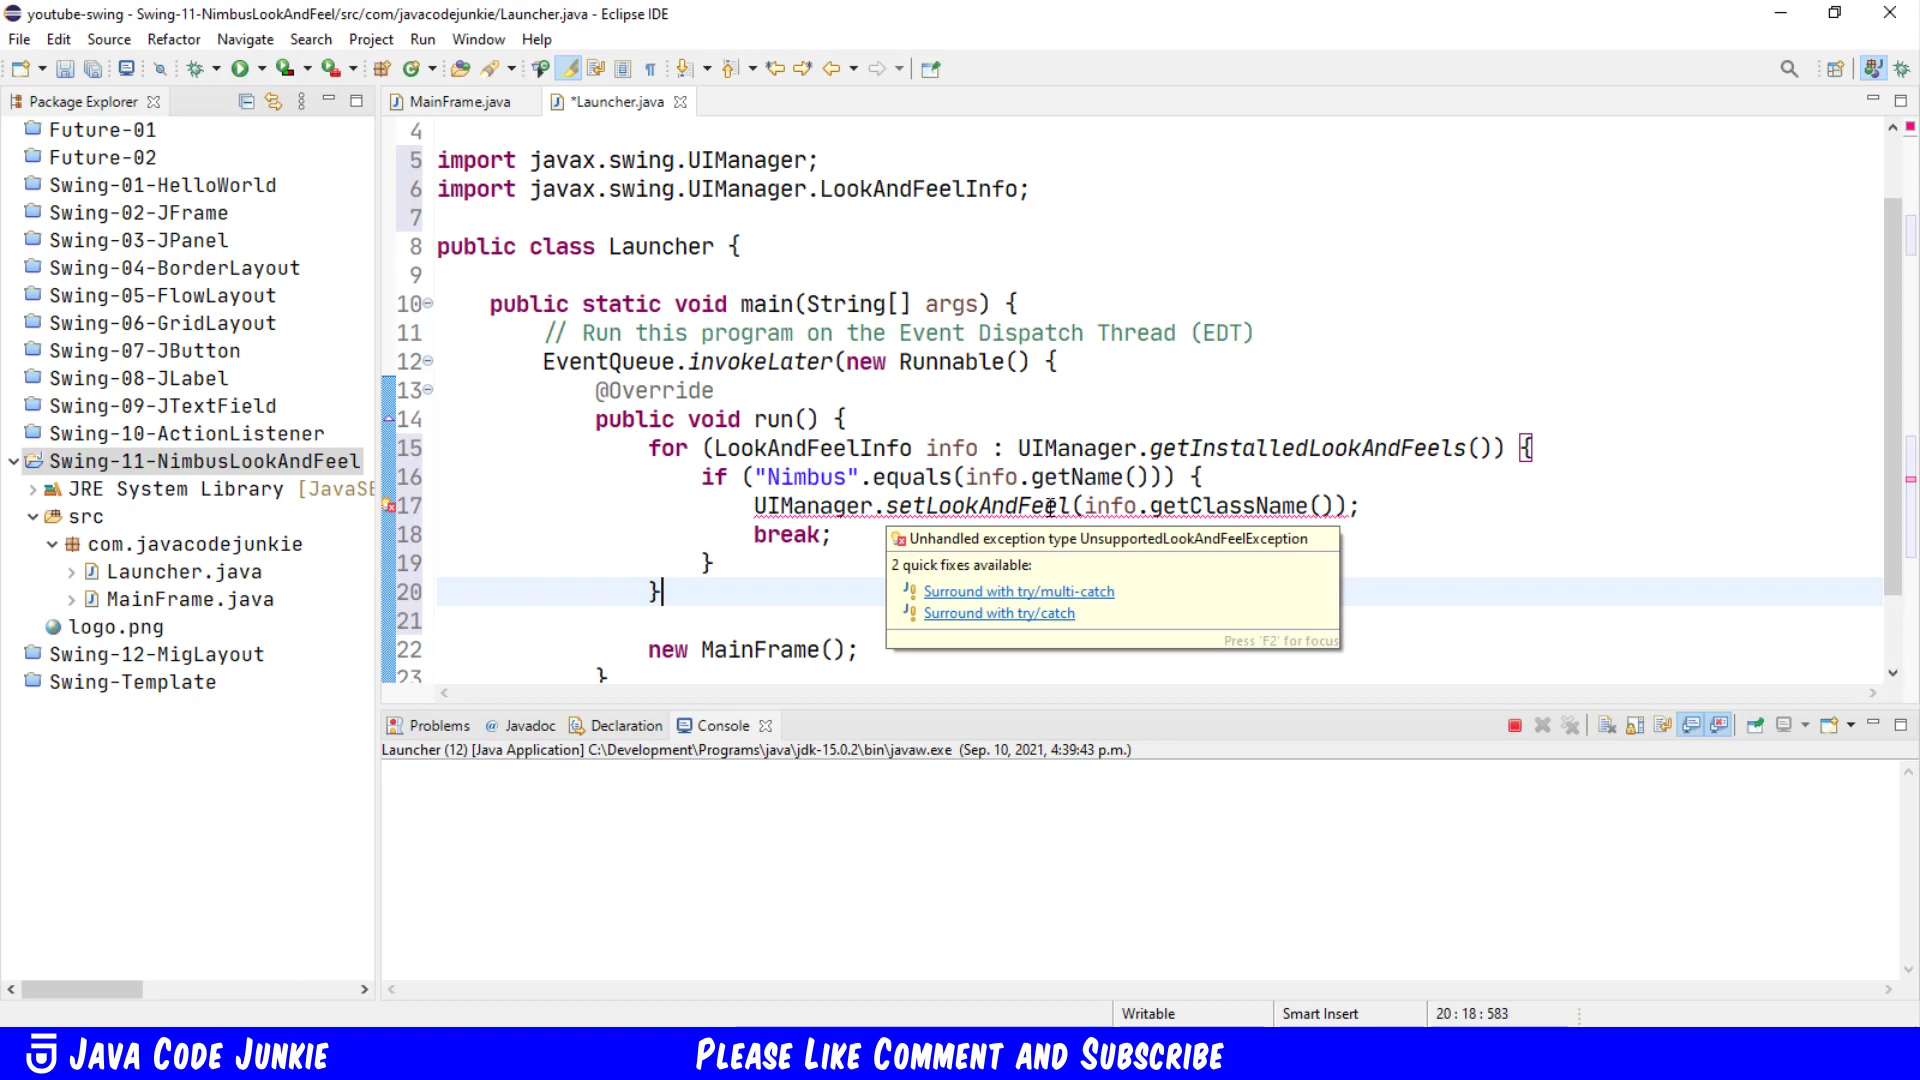 youtube-swing - Swing-11-NimbusLookAndFeel/src/com/javacodejunkie/Launcher.java - Eclipse IDE
File Edit Source Refactor Navigate Search Project Run Window Help
Package Explorer
MainFrame.java
*Launcher.java
Future-01
Future-02
Swing-01-HelloWorld
Swing-02-JFrame
Swing-03-JPanel
Swing-04-BorderLayout
Swing-05-FlowLayout
Swing-06-GridLayout
Swing-07-JButton
Swing-08-JLabel
Swing-09-JTextField
Swing-10-ActionListener
Swing-11-NimbusLookAndFeel
JRE System Library [JavaSE
src
com.javacodejunkie
Launcher.java
MainFrame.java
logo.png
Swing-12-MigLayout
Swing-Template
4
5 import javax.swing.UIManager;
6 import javax.swing.UIManager.LookAndFeelInfo;
7
8 public class Launcher {
9
10 public static void main(String[] args) {
11 // Run this program on the Event Dispatch Thread (EDT)
12 EventQueue.invokeLater(new Runnable() {
13 @Override
14 public void run() {
15 for (LookAndFeelInfo info : UIManager.getInstalledLookAndFeels()) {
16 if ("Nimbus".equals(info.getName())) {
17 UIManager.setLookAndFeel(info.getClassName());
18 break;
19 }
20 }
21
22 new MainFrame();
23 }
Unhandled exception type UnsupportedLookAndFeelException
2 quick fixes available:
Surround with try/multi-catch
Surround with try/catch
Press 'F2' for focus
Problems Javadoc Declaration Console
Launcher (12) [Java Application] C:\Development\Programs\java\jdk-15.0.2\bin\javaw.exe (Sep. 10, 2021, 4:39:43 p.m.)
Writable Smart Insert 20 : 18 : 583
Java Code Junkie
Please Like Comment and Subscribe